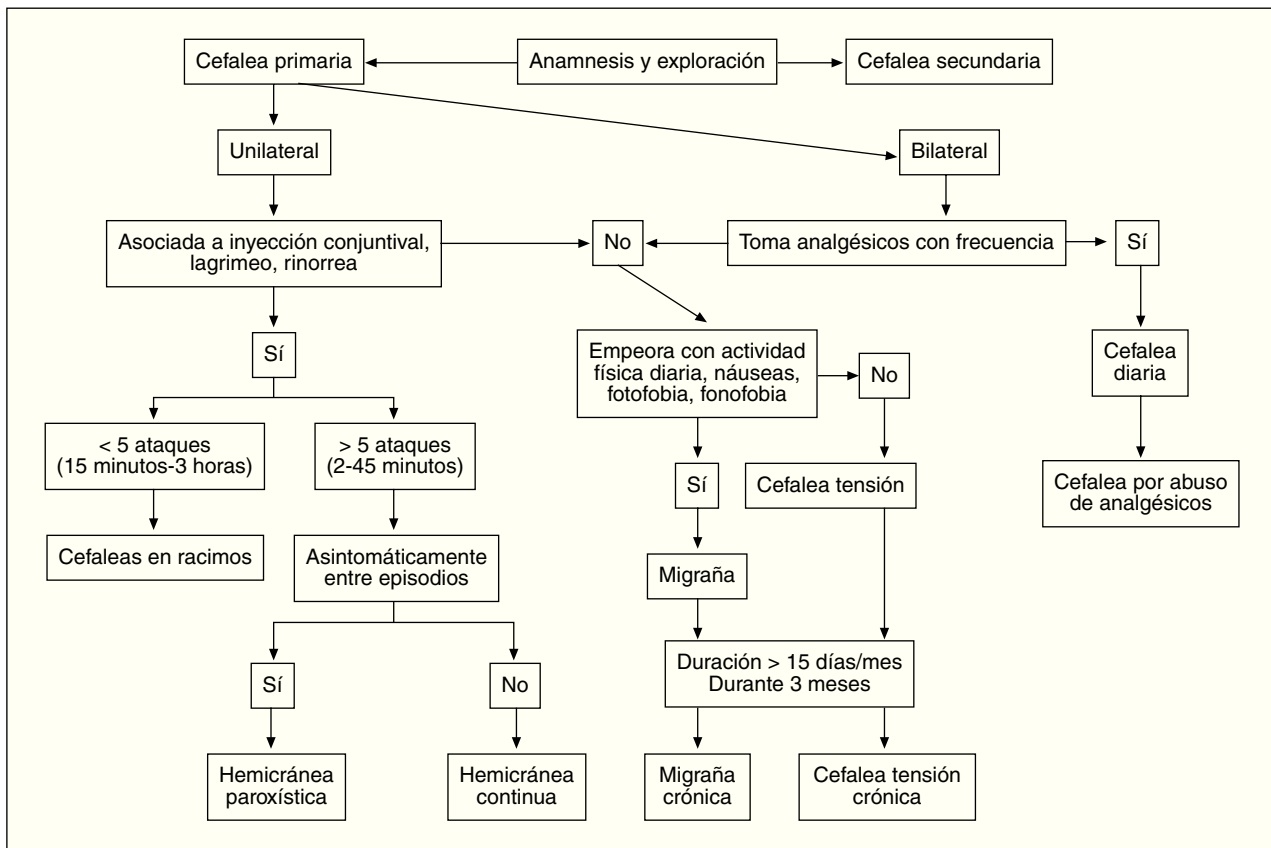 Cefalea primaria
Anamnesis y exploración
Cefalea secundaria
Unilateral
Bilateral
Asociada a inyección conjuntival,
lagrimeo, rinorrea
No
Toma analgésicos con frecuencia
Sí
Sí
Empeora con actividad
física diaria, náuseas,
fotofobia, fonofobia
No
Cefalea
diaria
< 5 ataques
(15 minutos-3 horas)
> 5 ataques
(2-45 minutos)
Sí
Cefalea tensión
Cefalea por abuso
de analgésicos
Cefaleas en racimos
Asintomáticamente
entre episodios
Migraña
Sí
No
Duración > 15 días/mes
Durante 3 meses
Hemicránea
paroxística
Hemicránea
continua
Migraña
crónica
Cefalea tensión
crónica